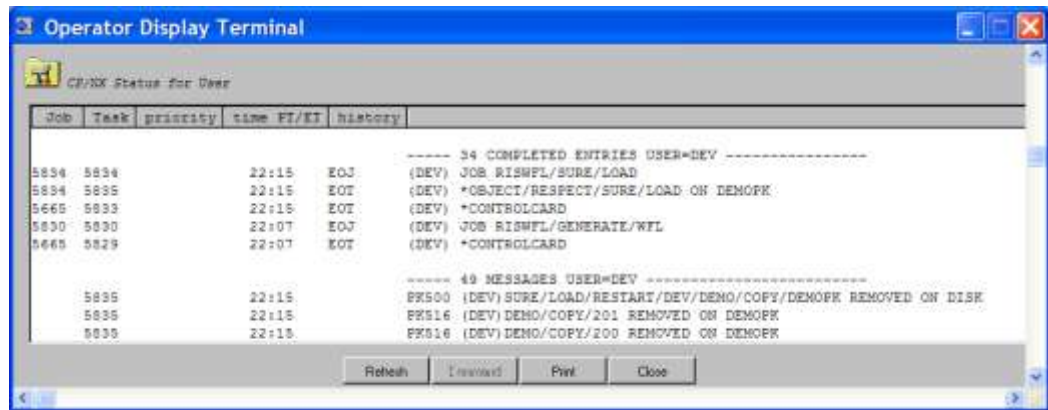 Operator Display Terminal
CP/NX Status for User
Job Task priority time FT/ET history
----- 34 COMPLETED ENTRIES USER=DEV ----------------
5834 5834 22:15 EOJ (DEV) JOB RISWFL/SURE/LOAD
5834 5835 22:15 EOT (DEV) *OBJECT/RESPECT/SURE/LOAD ON DEMOPK
5665 5833 22:15 EOT (DEV) *CONTROLCARD
5830 5830 22:07 EOJ (DEV) JOB RISWFL/GENERATE/WFL
5665 5829 22:07 EOT (DEV) *CONTROLCARD
----- 49 MESSAGES USER=DEV -------------------------
5835 22:15 PK500 (DEV)SURE/LOAD/RESTART/DEV/DEMO/COPY/DEMOPK REMOVED ON DISK
5835 22:15 PK516 (DEV)DEMO/COPY/201 REMOVED ON DEMOPK
5835 22:15 PK516 (DEV)DEMO/COPY/200 REMOVED ON DEMOPK
Refresh Print Close